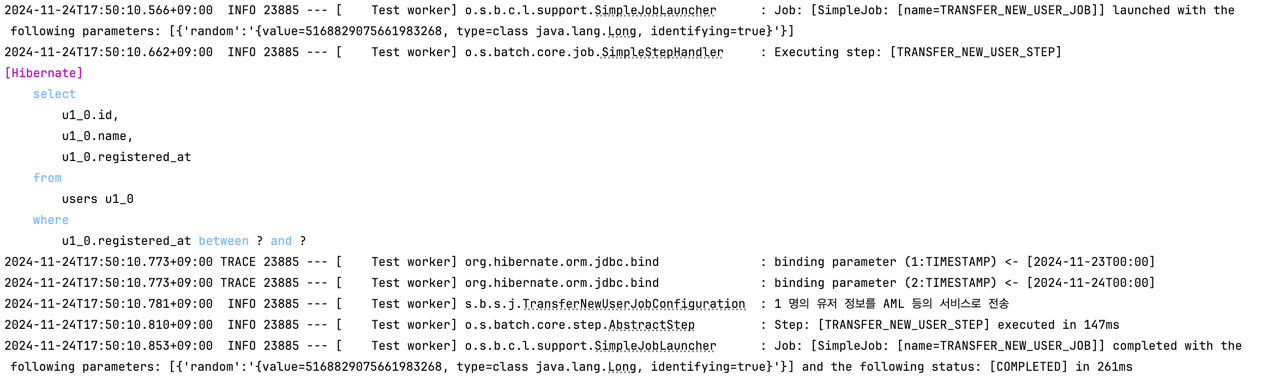 2024-11-24T17:50:10.566+09:00  INFO 23885 --- [    Test worker] o.s.b.c.l.support.SimpleJobLauncher      : Job: [SimpleJob: [name=TRANSFER_NEW_USER_JOB]] launched with the
following parameters: [{'random':'{value=5168829075661983268, type=class java.lang.Long, identifying=true}'}]
2024-11-24T17:50:10.662+09:00  INFO 23885 --- [    Test worker] o.s.batch.core.job.SimpleStepHandler     : Executing step: [TRANSFER_NEW_USER_STEP]
[Hibernate]
    select
        u1_0.id,
        u1_0.name,
        u1_0.registered_at
    from
        users u1_0
    where
        u1_0.registered_at between ? and ?
2024-11-24T17:50:10.773+09:00 TRACE 23885 --- [    Test worker] org.hibernate.orm.jdbc.bind              : binding parameter (1:TIMESTAMP) <- [2024-11-23T00:00]
2024-11-24T17:50:10.773+09:00 TRACE 23885 --- [    Test worker] org.hibernate.orm.jdbc.bind              : binding parameter (2:TIMESTAMP) <- [2024-11-24T00:00]
2024-11-24T17:50:10.781+09:00  INFO 23885 --- [    Test worker] s.b.s.j.TransferNewUserJobConfiguration  : 1 명의 유저 정보를 AML 등의 서비스로 전송
2024-11-24T17:50:10.810+09:00  INFO 23885 --- [    Test worker] o.s.batch.core.step.AbstractStep         : Step: [TRANSFER_NEW_USER_STEP] executed in 147ms
2024-11-24T17:50:10.853+09:00  INFO 23885 --- [    Test worker] o.s.b.c.l.support.SimpleJobLauncher      : Job: [SimpleJob: [name=TRANSFER_NEW_USER_JOB]] completed with the
following parameters: [{'random':'{value=5168829075661983268, type=class java.lang.Long, identifying=true}'}] and the following status: [COMPLETED] in 261ms